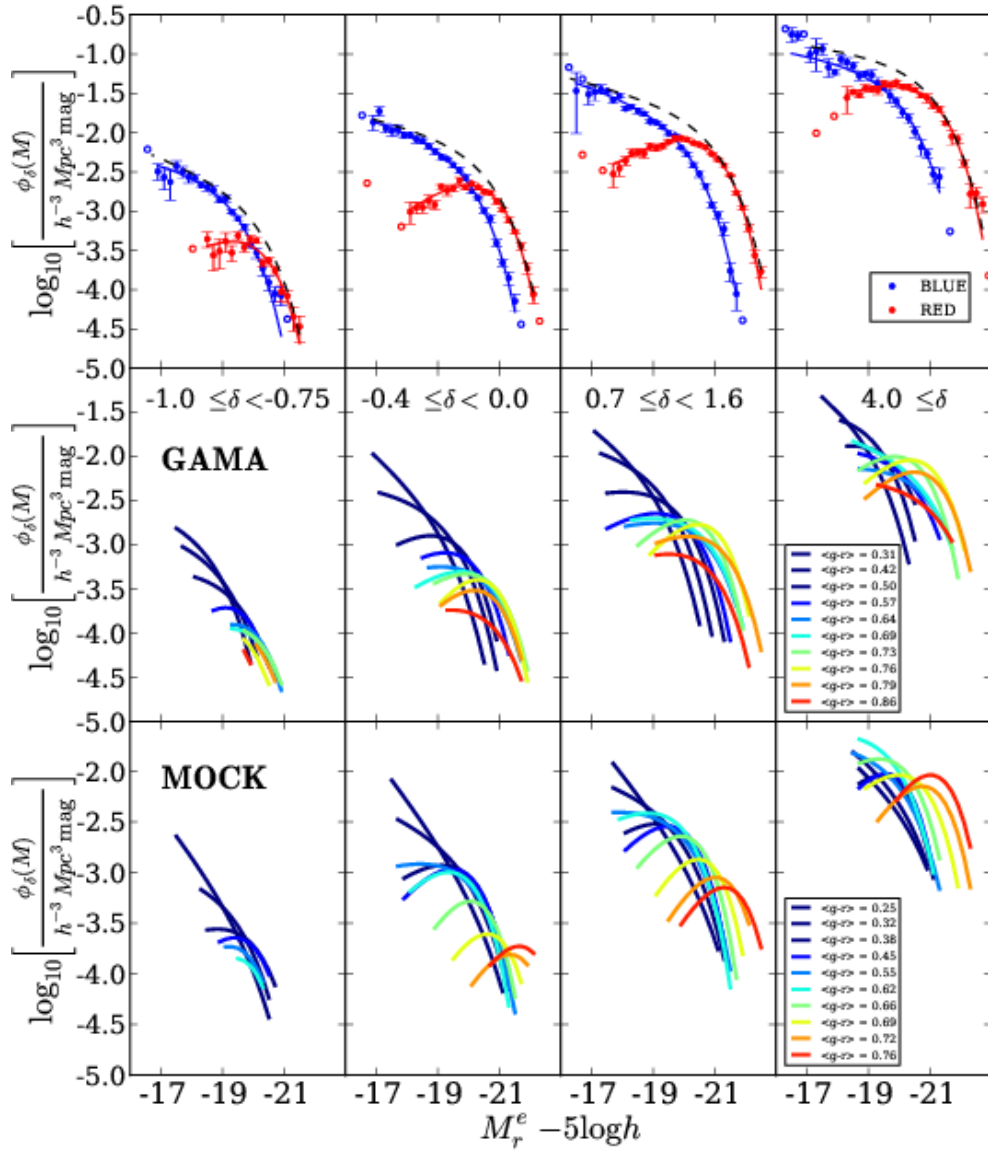 -0.5
-1.0
-1.5
-2.0
-2.5
-3.0
-3.5
-4.0
-4.5
-5.0
log₁₀[ϕ_δ(M) / h⁻³ Mpc³ mag]
BLUE
RED
-1.0 ≤δ<-0.75
-0.4 ≤δ< 0.0
0.7 ≤δ< 1.6
4.0 ≤δ
GAMA
-1.5
-2.0
-2.5
-3.0
-3.5
-4.0
-4.5
-5.0
log₁₀[ϕ_δ(M) / h⁻³ Mpc³ mag]
<g-r> = 0.31
<g-r> = 0.42
<g-r> = 0.50
<g-r> = 0.57
<g-r> = 0.64
<g-r> = 0.69
<g-r> = 0.73
<g-r> = 0.76
<g-r> = 0.79
<g-r> = 0.86
MOCK
-2.0
-2.5
-3.0
-3.5
-4.0
-4.5
-5.0
log₁₀[ϕ_δ(M) / h⁻³ Mpc³ mag]
<g-r> = 0.25
<g-r> = 0.32
<g-r> = 0.38
<g-r> = 0.45
<g-r> = 0.55
<g-r> = 0.62
<g-r> = 0.66
<g-r> = 0.69
<g-r> = 0.72
<g-r> = 0.76
-17 -19 -21 -17 -19 -21 -17 -19 -21 -17 -19 -21
M_r^e −5logh